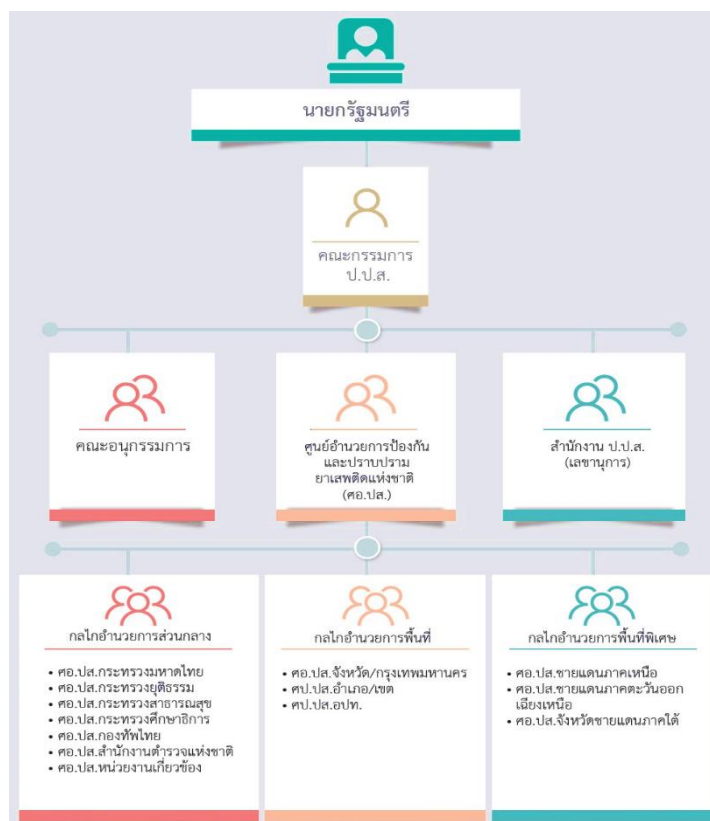 นายกรัฐมนตรี
คณะกรรมการ
ป.ป.ส.
คณะอนุกรรมการ
ศูนย์อำนวยการป้องกัน
และปราบปราม
ยาเสพติดแห่งชาติ
(ศอ.ปส.)
สำนักงาน ป.ป.ส.
(เลขานุการ)
กลไกอำนวยการส่วนกลาง
• ศอ.ปส.กระทรวงมหาดไทย
• ศอ.ปส.กระทรวงยุติธรรม
• ศอ.ปส.กระทรวงสาธารณสุข
• ศอ.ปส.กระทรวงศึกษาธิการ
• ศอ.ปส.กองทัพไทย
• ศอ.ปส.สำนักงานตำรวจแห่งชาติ
• ศอ.ปส.หน่วยงานเกี่ยวข้อง
กลไกอำนวยการพื้นที่
• ศอ.ปส.จังหวัด/กรุงเทพมหานคร
• ศป.ปส.อำเภอ/เขต
• ศป.ปส.อปท.
กลไกอำนวยการพื้นที่พิเศษ
• ศอ.ปส.ชายแดนภาคเหนือ
• ศอ.ปส.ชายแดนภาคตะวันออก
เฉียงเหนือ
• ศอ.ปส.จังหวัดชายแดนภาคใต้